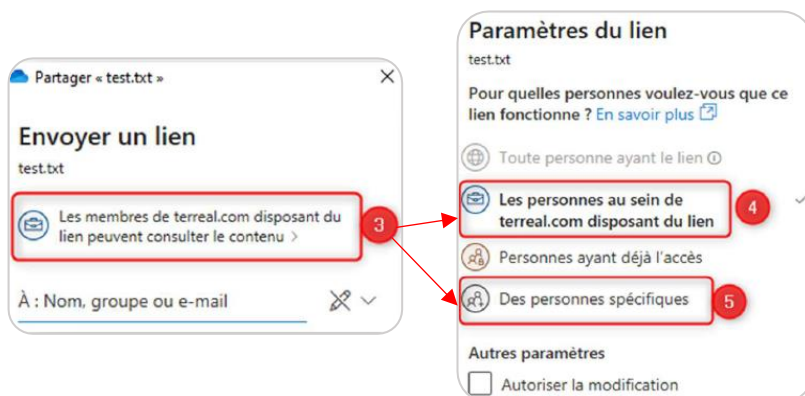 Partager « test.txt »
Envoyer un lien
test.txt
Les membres de terreal.com disposant du
lien peuvent consulter le contenu >
3
À : Nom, groupe ou e-mail
Paramètres du lien
test.txt
Pour quelles personnes voulez-vous que ce
lien fonctionne ? En savoir plus
Toute personne ayant le lien
Les personnes au sein de
terreal.com disposant du lien
4
Personnes ayant déjà l'accès
Des personnes spécifiques
5
Autres paramètres
Autoriser la modification